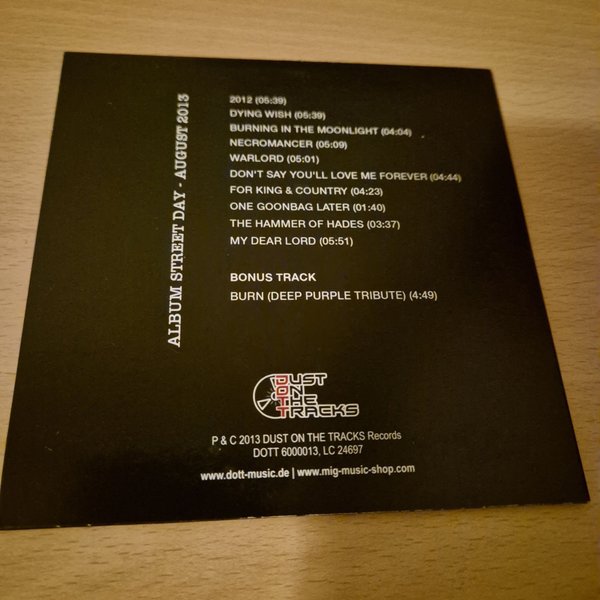 ALBUM STREET DAY - AUGUST 2013
2012 (05:39)
DYING WISH (05:39)
BURNING IN THE MOONLIGHT (04:04)
NECROMANCER (05:09)
WARLORD (05:01)
DON'T SAY YOU'LL LOVE ME FOREVER (04:44)
FOR KING & COUNTRY (04:23)
ONE GOONBAG LATER (01:40)
THE HAMMER OF HADES (03:37)
MY DEAR LORD (05:51)
BONUS TRACK
BURN (DEEP PURPLE TRIBUTE) (4:49)
DUST
ON
THE
TRACKS
P & C 2013 DUST ON THE TRACKS Records
DOTT 6000013, LC 24697
www.dott-music.de | www.mig-music-shop.com